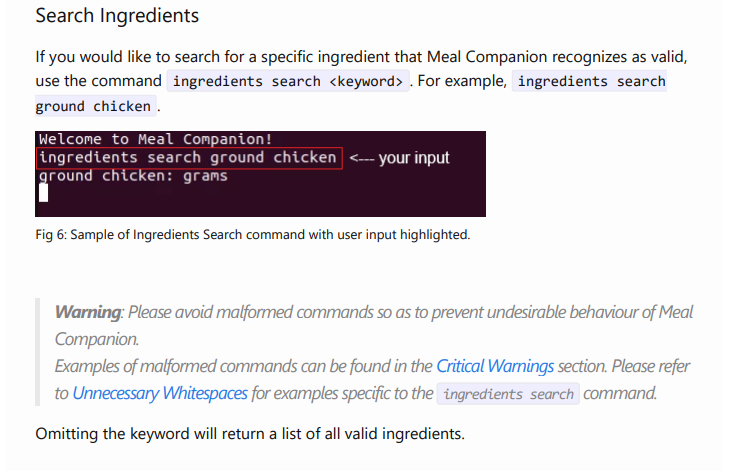 Search Ingredients
If you would like to search for a specific ingredient that Meal Companion recognizes as valid,
use the command ingredients search <keyword>. For example, ingredients search
ground chicken.
Welcome to Meal Companion!
ingredients search ground chicken <--- your input
ground chicken: grams
Fig 6: Sample of Ingredients Search command with user input highlighted.
Warning: Please avoid malformed commands so as to prevent undesirable behaviour of Meal
Companion.
Examples of malformed commands can be found in the Critical Warnings section. Please refer
to Unnecessary Whitespaces for examples specific to the ingredients search command.
Omitting the keyword will return a list of all valid ingredients.